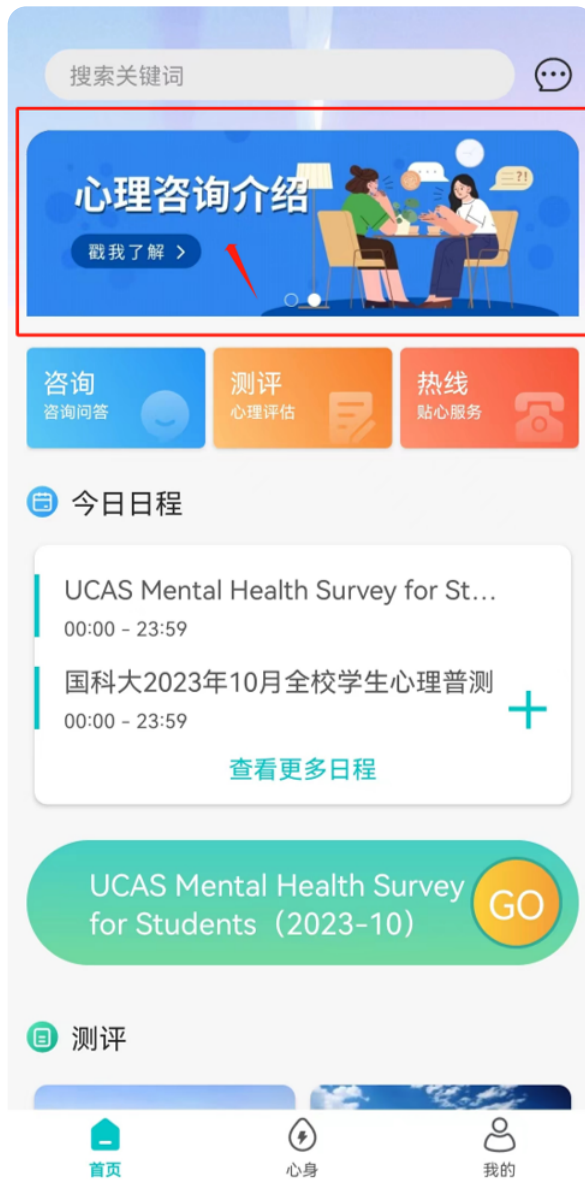 搜索关键词
心理咨询介绍
戳我了解 >
?!
咨询
咨询问答
测评
心理评估
热线
贴心服务
今日日程
UCAS Mental Health Survey for St...
00:00 - 23:59
国科大2023年10月全校学生心理普测
00:00 - 23:59
查看更多日程
UCAS Mental Health Survey
for Students（2023-10）
GO
测评
首页
心身
我的